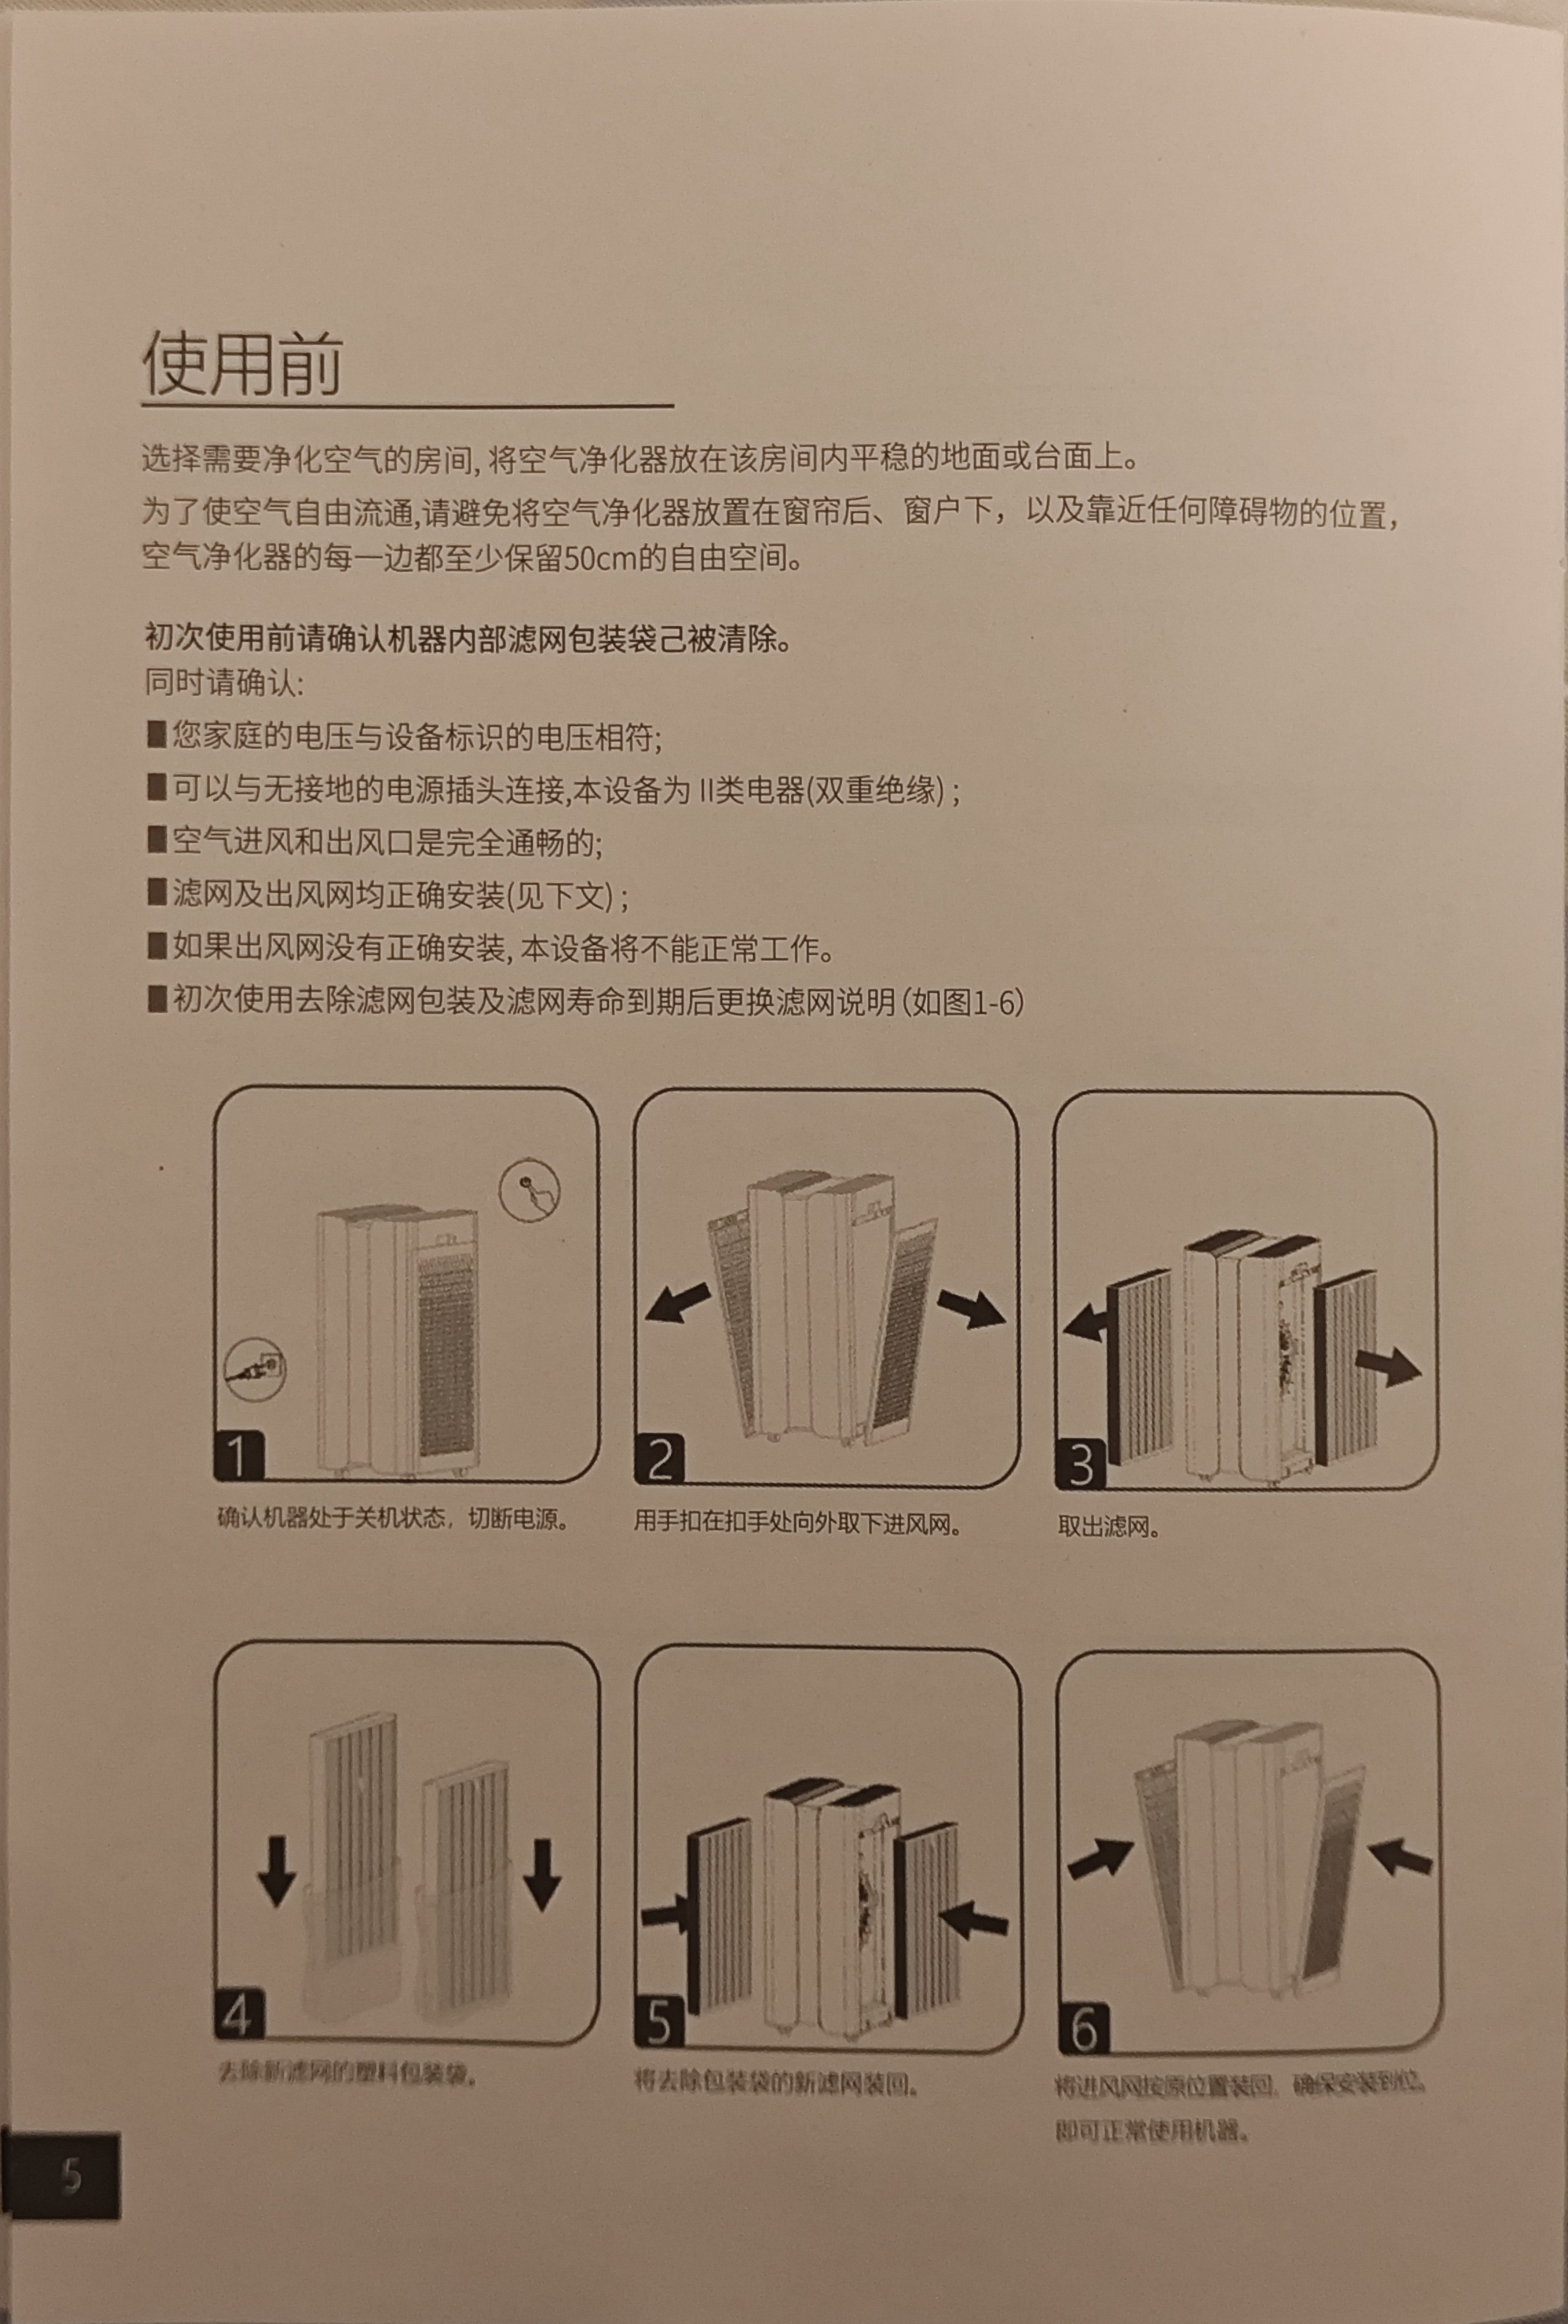 使用前
选择需要净化空气的房间, 将空气净化器放在该房间内平稳的地面或台面上。
为了使空气自由流通,请避免将空气净化器放置在窗帘后、窗户下，以及靠近任何障碍物的位置，
空气净化器的每一边都至少保留50cm的自由空间。
初次使用前请确认机器内部滤网包装袋己被清除。
同时请确认:
■您家庭的电压与设备标识的电压相符;
■可以与无接地的电源插头连接,本设备为 II类电器(双重绝缘) ;
■空气进风和出风口是完全通畅的;
■滤网及出风网均正确安装(见下文) ;
■如果出风网没有正确安装, 本设备将不能正常工作。
■初次使用去除滤网包装及滤网寿命到期后更换滤网说明 (如图1-6)
1
2
3
确认机器处于关机状态，切断电源。
用手扣在扣手处向外取下进风网。
取出滤网。
4
5
6
去除新滤网的塑料包装袋。
将去除包装袋的新滤网装回。
将进风网按原位置装回，确保安装到位。
即可正常使用机器。
5